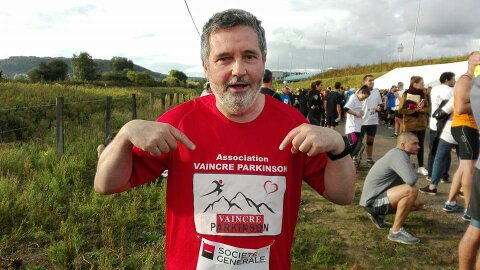 Association
VAINCRE PARKINSON
VAINCRE
PARKINSON
SOCIETE
GENERALE